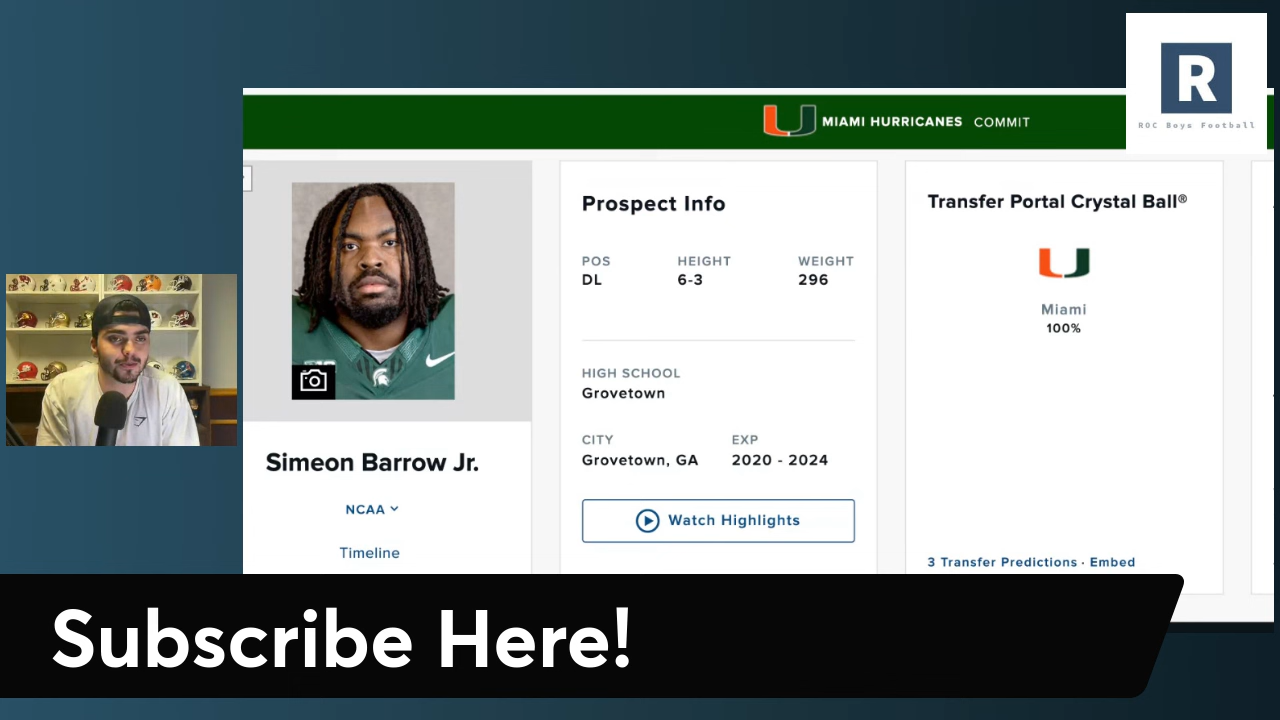 R
ROC Boys Football
MIAMI HURRICANES COMMIT
Prospect Info
POS HEIGHT WEIGHT
DL 6-3 296
HIGH SCHOOL
Grovetown
CITY EXP
Grovetown, GA 2020 - 2024
Watch Highlights
Transfer Portal Crystal Ball®
Miami
100%
3 Transfer Predictions · Embed
Simeon Barrow Jr.
NCAA
Timeline
Subscribe Here!